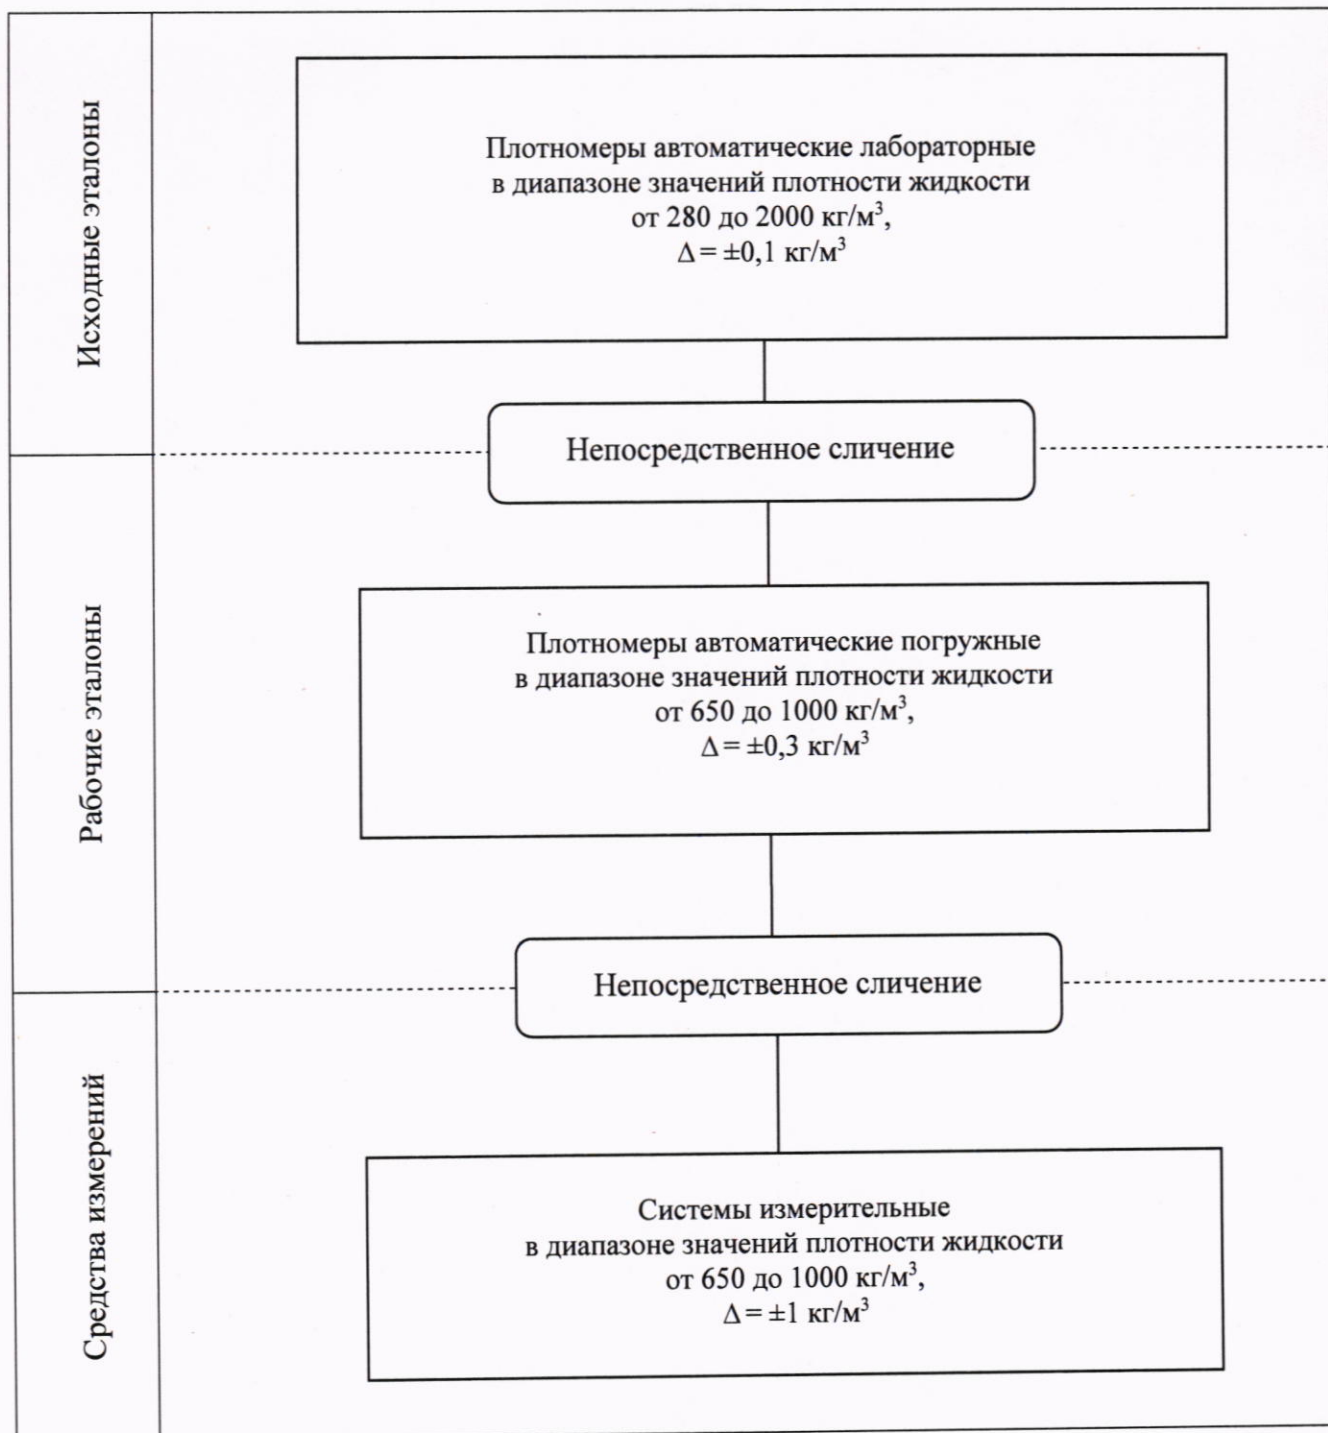 Исходные эталоны
Плотномеры автоматические лабораторные
в диапазоне значений плотности жидкости
от 280 до 2000 кг/м³,
Δ = ±0,1 кг/м³
Непосредственное сличение
Рабочие эталоны
Плотномеры автоматические погружные
в диапазоне значений плотности жидкости
от 650 до 1000 кг/м³,
Δ = ±0,3 кг/м³
Непосредственное сличение
Средства измерений
Системы измерительные
в диапазоне значений плотности жидкости
от 650 до 1000 кг/м³,
Δ = ±1 кг/м³